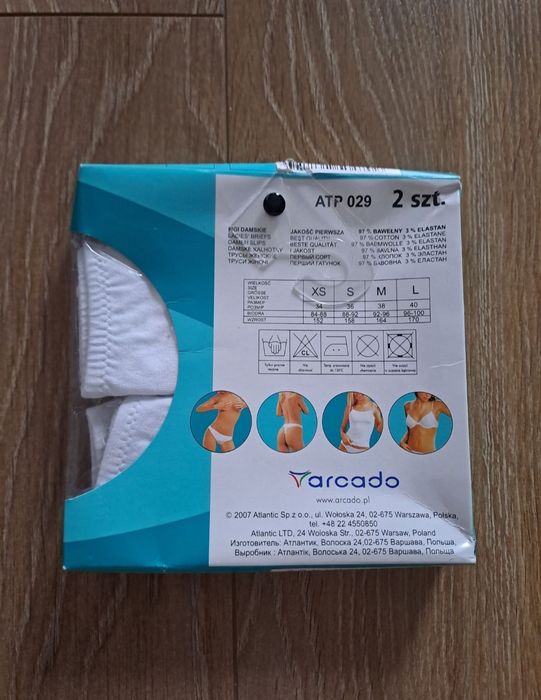 ATP 029 2 szt.
FIGI DAMSKIE JAKOŚĆ PIERWSZA 97 % BAWEŁNY 3 % ELASTAN
LADIES' BRIEFS BEST QUALITY 97 % COTTON 3 % ELASTANE
DAMEN SLIPS BESTE QUALITÄT 97 % BARMWOLLE 3 % ELASTHAN
DAMSKE KALHOTKY I JAKOST 97 % BAVLNA 3 % ELASTHAN
ТРУСЫ ЖЕНСКИЕ ПЕРВЫЙ СОРТ 97 % ХЛОПОК 3 % ЭЛАСТАН
ТРУСИ ЖІНОЧІ ПЕРШИЙ ГАТУНОК 97 % БАВОВНА 3 % ЕЛАСТАН
WIELKOŚĆ
SIZE
GRÖSSE
VELIKOST
РАЗМЕР
РОЗМІР
XS S M L
34 36 38 40
BIODRA 84-88 88-92 92-96 96-100
WZROST 152 158 164 170
CL
arcado
www.arcado.pl
© 2007 Atlantic Sp.z o.o., ul. Wołoska 24, 02-675 Warszawa, Polska,
tel. +48 22 4550850
Atlantic LTD, 24 Woloska Str., 02-675 Warsaw, Poland
Изготовитель: Атлантик, Волоска 24,02-675 Варшава, Польша,
Виробник : Атлантік, Волоська 24, 02-675 Варшава, Польща